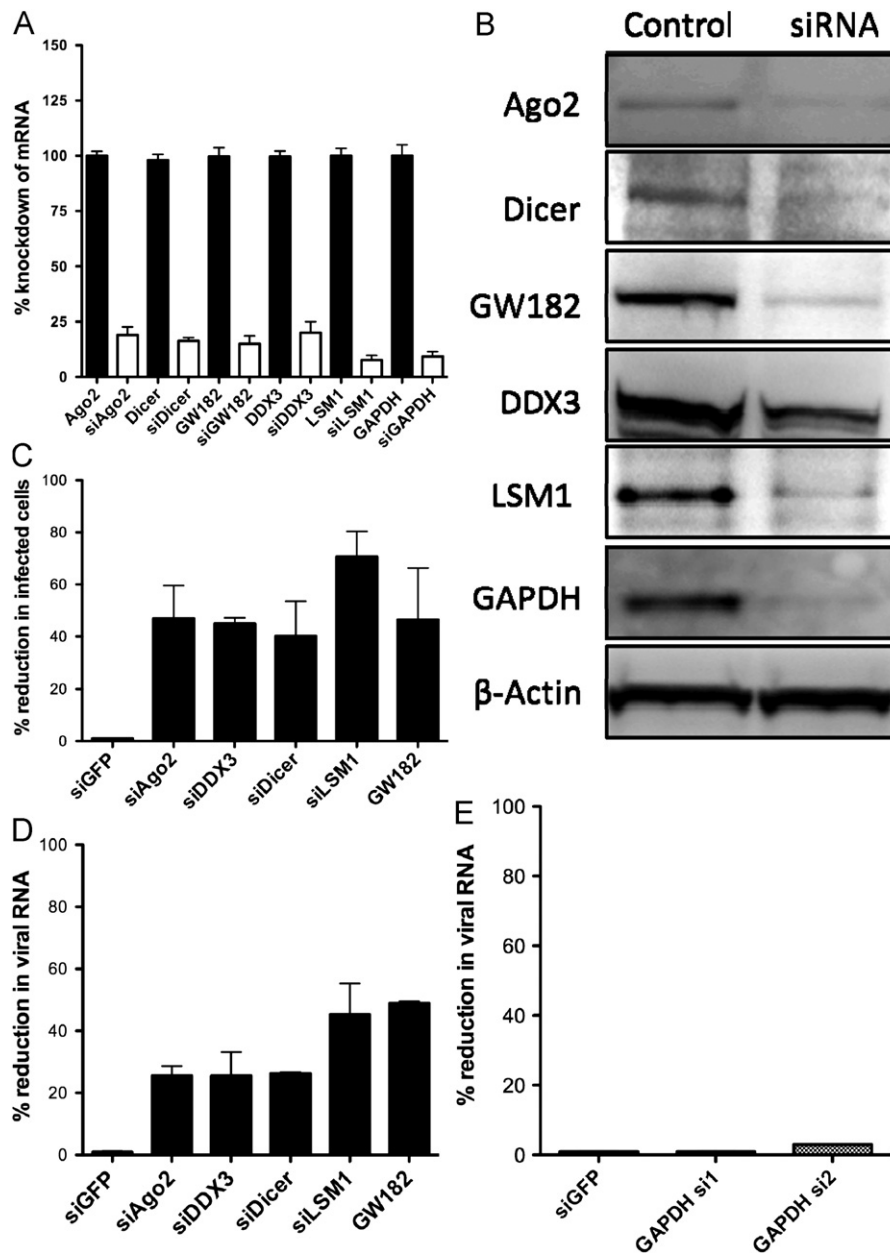 A
% knockdown of mRNA
150
125
100
75
50
25
0
Ago2
siAgo2
Dicer
siDicer
GW182
siGW182
DDX3
siDDX3
LSM1
siLSM1
GAPDH
siGAPDH
B
Control siRNA
Ago2
Dicer
GW182
DDX3
LSM1
GAPDH
β-Actin
C
% reduction in infected cells
100
80
60
40
20
0
siGFP
siAgo2
siDDX3
siDicer
siLSM1
GW182
D
% reduction in viral RNA
100
80
60
40
20
0
siGFP
siAgo2
siDDX3
siDicer
siLSM1
GW182
E
% reduction in viral RNA
100
80
60
40
20
0
siGFP
GAPDH si1
GAPDH si2